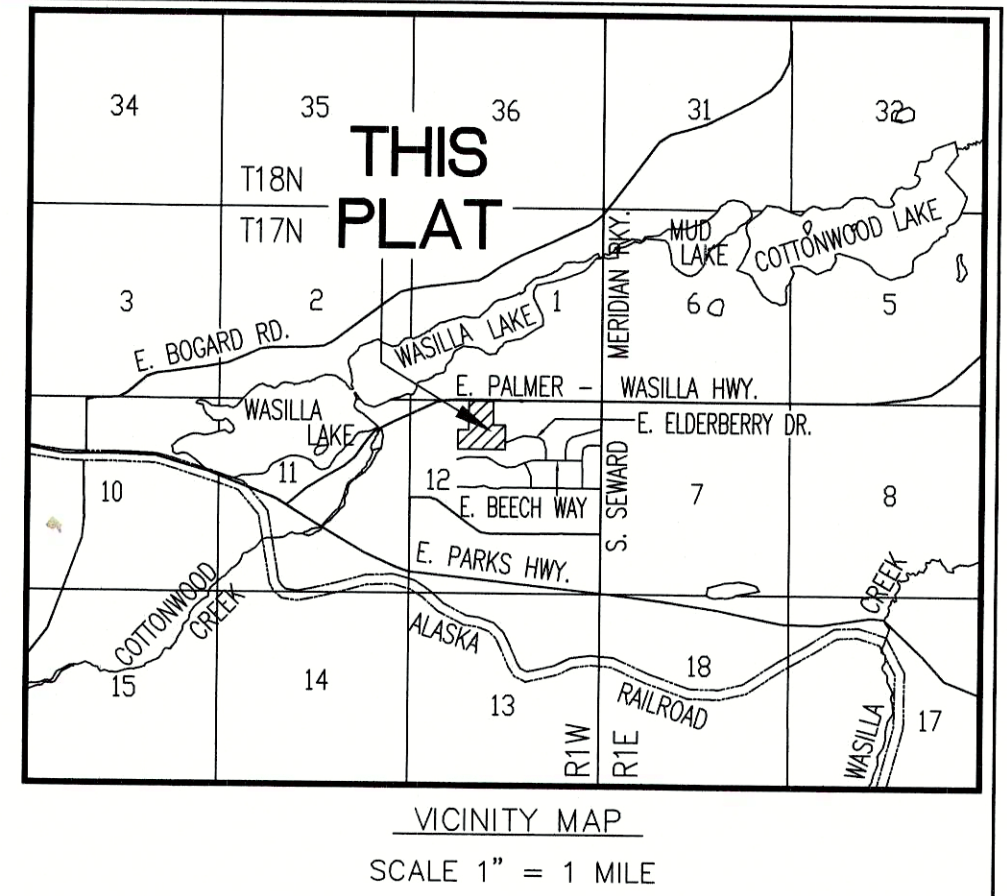 34
35
36
31
32
THIS
PLAT
T18N
T17N
3
2
1
6
5
MUD
LAKE
COTTONWOOD LAKE
MERIDIAN PKY.
E. BOGARD RD.
WASILLA LAKE
E. PALMER – WASILLA HWY.
WASILLA
LAKE
E. ELDERBERRY DR.
10
11
12
7
8
E. BEECH WAY
S. SEWARD
E. PARKS HWY.
COTTONWOOD
CREEK
CREEK
ALASKA
RAILROAD
15
14
13
18
17
R1W
R1E
WASILLA
VICINITY MAP
SCALE 1" = 1 MILE